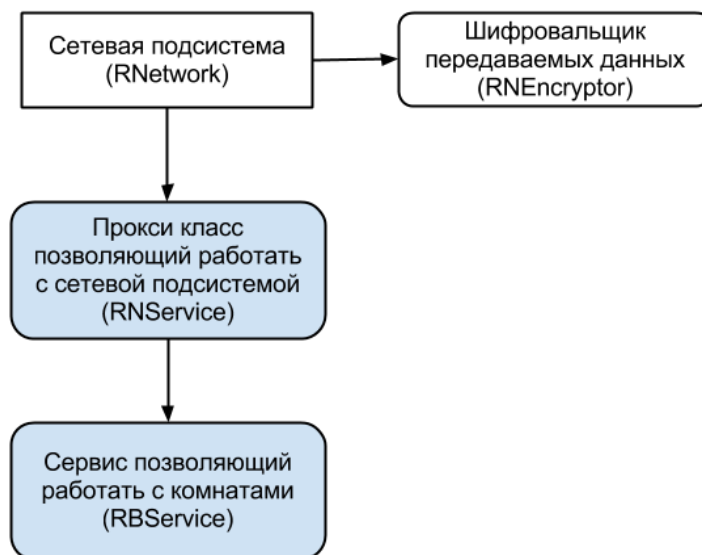 Сетевая подсистема
(RNetwork)
Шифровальщик
передаваемых данных
(RNEncryptor)
Прокси класс
позволяющий работать
с сетевой подсистемой
(RNService)
Сервис позволяющий
работать с комнатами
(RBService)